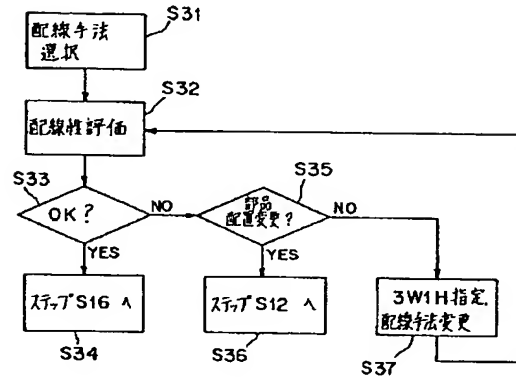 S31
配線手法
選択
S32
配線性評価
S33
OK?
NO
YES
S35
部品
配置変更?
NO
YES
ステップS16 へ
S34
ステップS12 へ
S36
3W1H指定,
配線手法変更
S37